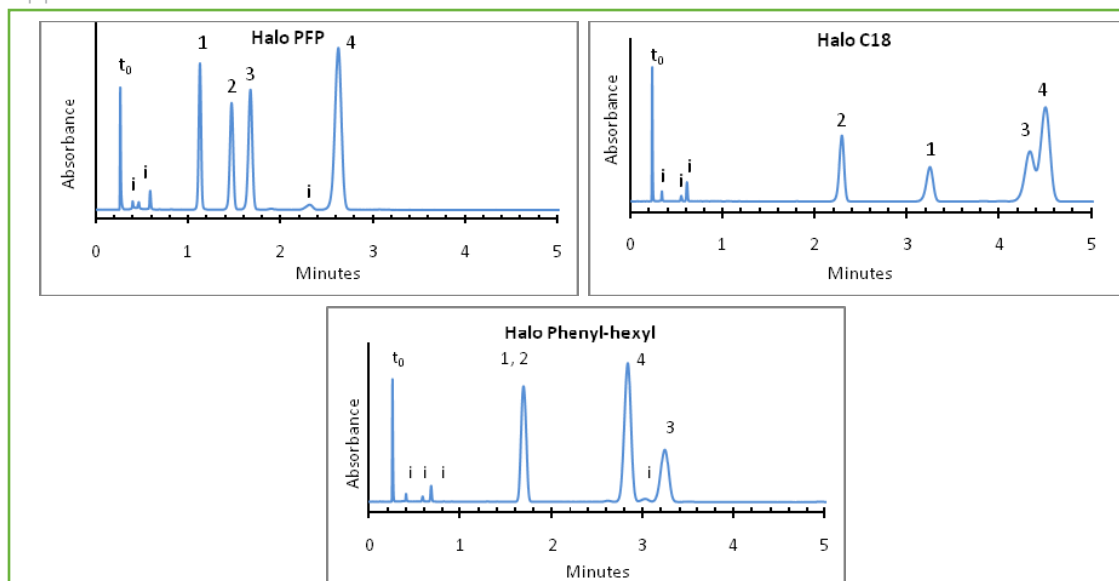 Halo PFP
Absorbance
t₀
i
i
1
2
3
i
4
0 1 2 3 4 5
Minutes
Halo C18
Absorbance
t₀
i
i
i
2
1
3
4
0 1 2 3 4 5
Minutes
Halo Phenyl-hexyl
Absorbance
t₀
i i i
1, 2
4
i
3
0 1 2 3 4 5
Minutes